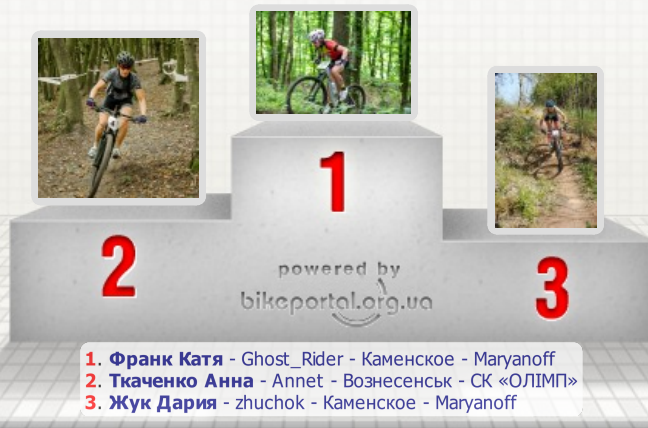 1
2
3
powered by
bikeportal.org.ua
1. Франк Катя - Ghost_Rider - Каменское - Maryanoff
2. Ткаченко Анна - Annet - Вознесенськ - СК «ОЛІМП»
3. Жук Дария - zhuchok - Каменское - Maryanoff